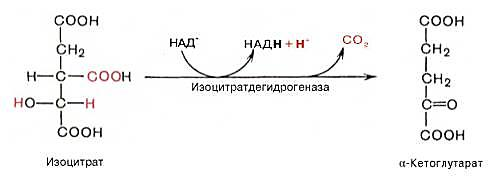 COOH
CH2
H—C—COOH
HO—C—H
COOH
Изоцитрат
НАД+
НАДН + Н+
CO2
Изоцитратдегидрогеназа
COOH
CH2
CH2
C=O
COOH
α-Кетоглутарат